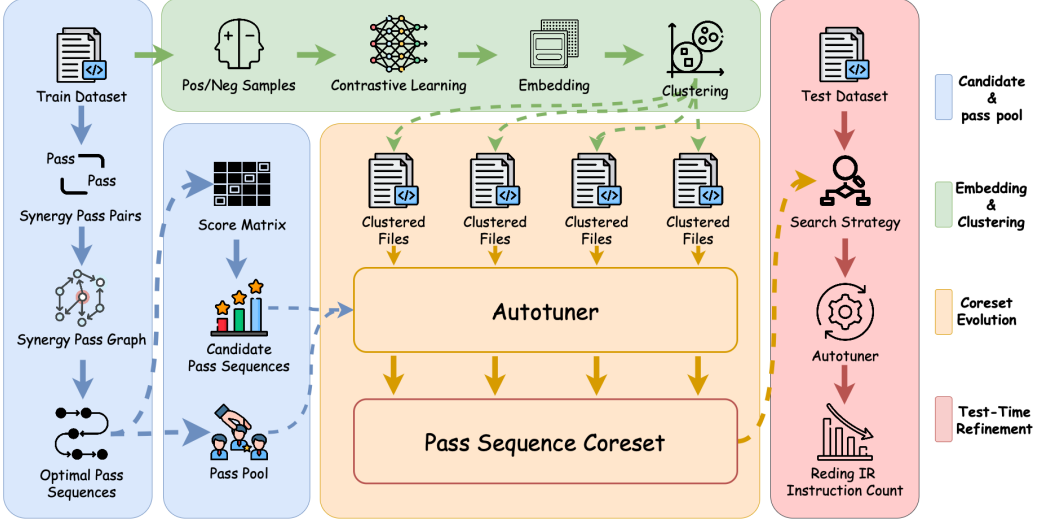 Train Dataset
Pass
Pass
Synergy Pass Pairs
Synergy Pass Graph
Optimal Pass
Sequences
Pos/Neg Samples
Contrastive Learning
Embedding
Clustering
Score Matrix
Candidate
Pass Sequences
Pass Pool
Clustered
Files
Clustered
Files
Clustered
Files
Clustered
Files
Autotuner
Pass Sequence Coreset
Test Dataset
Search Strategy
Autotuner
Reding IR
Instruction Count
Candidate
&
pass pool
Embedding
&
Clustering
Coreset
Evolution
Test-Time
Refinement